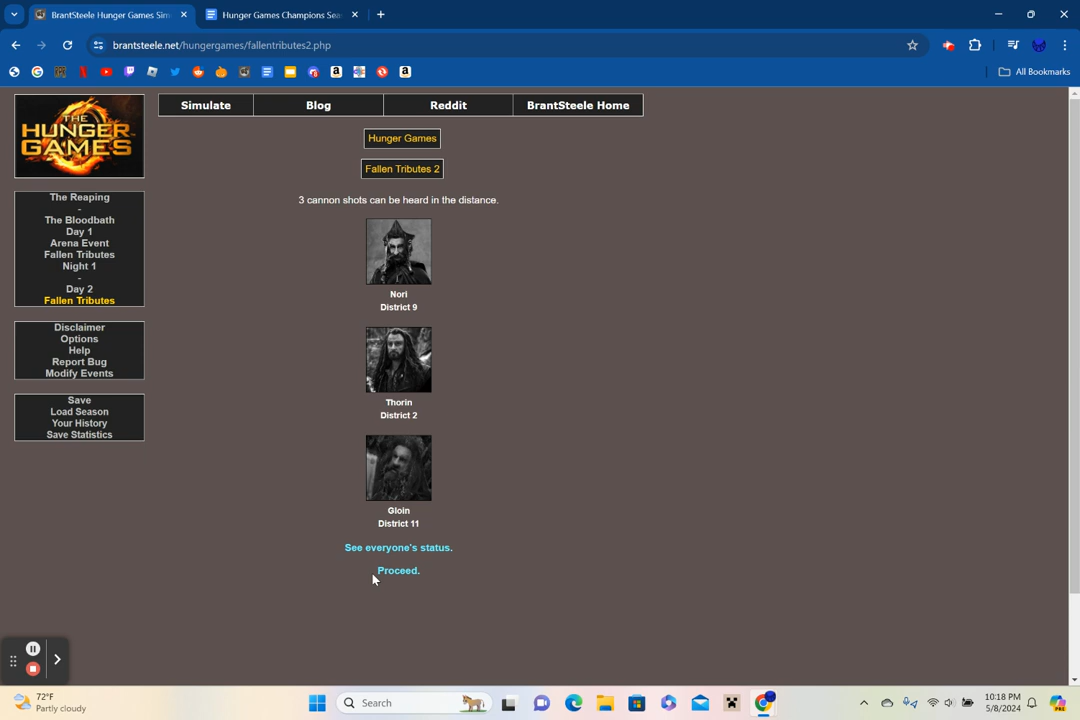 BrantSteele Hunger Games Sim
Hunger Games Champions Sea
brantsteele.net/hungergames/fallentributes2.php
All Bookmarks
THE
HUNGER
GAMES
Simulate
Blog
Reddit
BrantSteele Home
Hunger Games
Fallen Tributes 2
The Reaping
-
The Bloodbath
Day 1
Arena Event
Fallen Tributes
Night 1
-
Day 2
Fallen Tributes
Disclaimer
Options
Help
Report Bug
Modify Events
Save
Load Season
Your History
Save Statistics
3 cannon shots can be heard in the distance.
Nori
District 9
Thorin
District 2
Gloin
District 11
See everyone's status.
Proceed.
72°F
Partly cloudy
Search
10:18 PM
5/8/2024